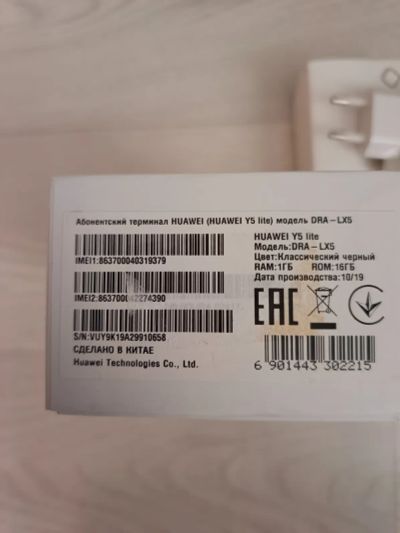 Абонентский терминал HUAWEI (HUAWEI Y5 lite) модель DRA-LX5
IMEI1:863700040319379
IMEI2:863700042274390
S/N:VUY9K19A29910658
СДЕЛАНО В КИТАЕ
Huawei Technologies Co., Ltd.
HUAWEI Y5 lite
Модель:DRA-LX5
Цвет:Классический черный
RAM:1ГБ ROM:16ГБ
Дата производства:10/19
EAC
6 901443 302215